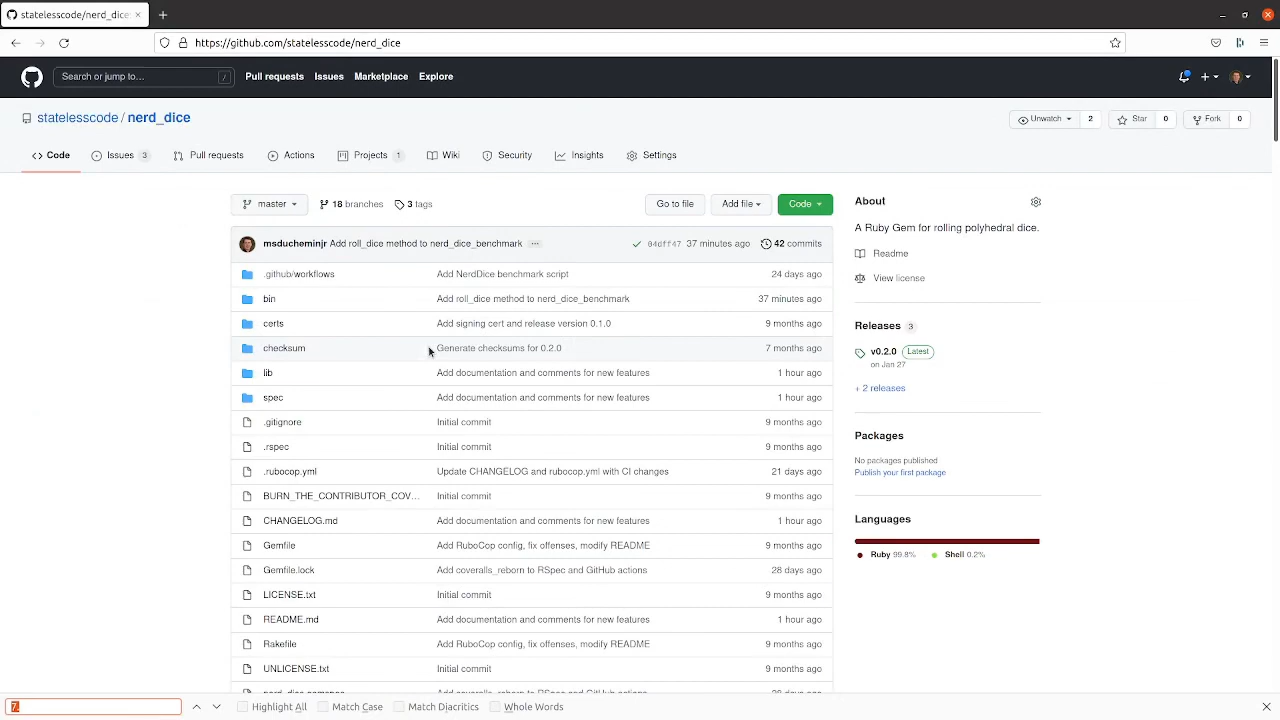 statelesscode/nerd_dice
https://github.com/statelesscode/nerd_dice
Search or jump to...
/
Pull requests
Issues
Marketplace
Explore
statelesscode / nerd_dice
Unwatch
2
Star
0
Fork
0
Code
Issues 3
Pull requests
Actions
Projects 1
Wiki
Security
Insights
Settings
master
18 branches
3 tags
Go to file
Add file
Code
msducheminjr Add roll_dice method to nerd_dice_benchmark
04dff47 37 minutes ago
42 commits
.github/workflows Add NerdDice benchmark script 24 days ago
bin Add roll_dice method to nerd_dice_benchmark 37 minutes ago
certs Add signing cert and release version 0.1.0 9 months ago
checksum Generate checksums for 0.2.0 7 months ago
lib Add documentation and comments for new features 1 hour ago
spec Add documentation and comments for new features 1 hour ago
.gitignore Initial commit 9 months ago
.rspec Initial commit 9 months ago
.rubocop.yml Update CHANGELOG and rubocop.yml with CI changes 21 days ago
BURN_THE_CONTRIBUTOR_COV... Initial commit 9 months ago
CHANGELOG.md Add documentation and comments for new features 1 hour ago
Gemfile Add RuboCop config, fix offenses, modify README 9 months ago
Gemfile.lock Add coveralls_reborn to RSpec and GitHub actions 28 days ago
LICENSE.txt Initial commit 9 months ago
README.md Add documentation and comments for new features 1 hour ago
Rakefile Add RuboCop config, fix offenses, modify README 9 months ago
UNLICENSE.txt Initial commit 9 months ago
About
A Ruby Gem for rolling polyhedral dice.
Readme
View license
Releases 3
v0.2.0 Latest
on Jan 27
+ 2 releases
Packages
No packages published
Publish your first package
Languages
Ruby 99.8%
Shell 0.2%
Highlight All
Match Case
Match Diacritics
Whole Words